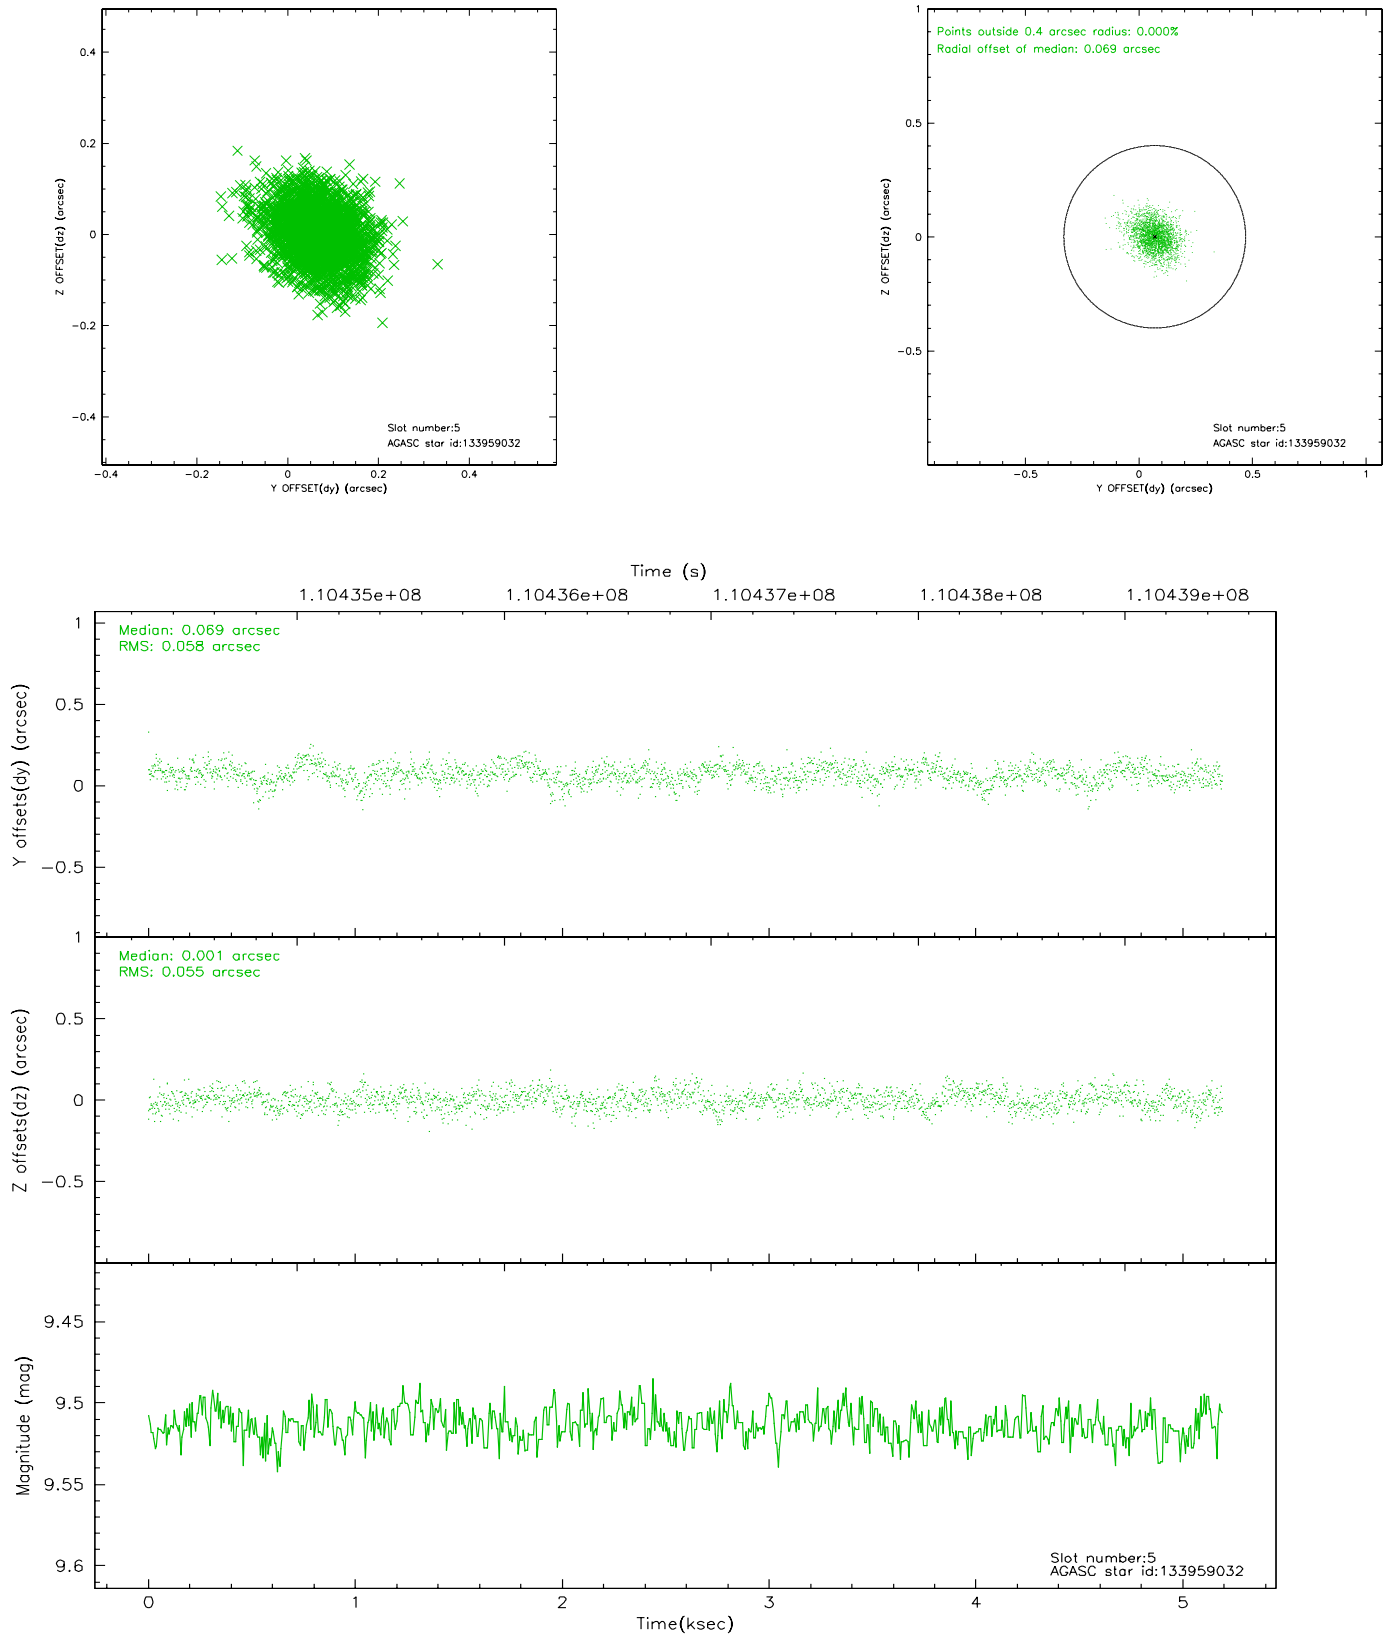 0.4
0.2
0
−0.2
−0.4
Z OFFSET(dz) (arcsec)
Slot number:5
AGASC star id:133959032
−0.4 −0.2 0 0.2 0.4
Y OFFSET(dy) (arcsec)
1
0.5
0
−0.5
Z OFFSET(dz) (arcsec)
Points outside 0.4 arcsec radius: 0.000%
Radial offset of median: 0.069 arcsec
Slot number:5
AGASC star id:133959032
−0.5 0 0.5 1
Y OFFSET(dy) (arcsec)
Time (s)
1.10435e+08 1.10436e+08 1.10437e+08 1.10438e+08 1.10439e+08
1
0.5
0
−0.5
Y offsets(dy) (arcsec)
Median: 0.069 arcsec
RMS: 0.058 arcsec
1
0.5
0
−0.5
Z offsets(dz) (arcsec)
Median: 0.001 arcsec
RMS: 0.055 arcsec
9.45
9.5
9.55
9.6
Magnitude (mag)
Slot number:5
AGASC star id:133959032
0 1 2 3 4 5
Time(ksec)